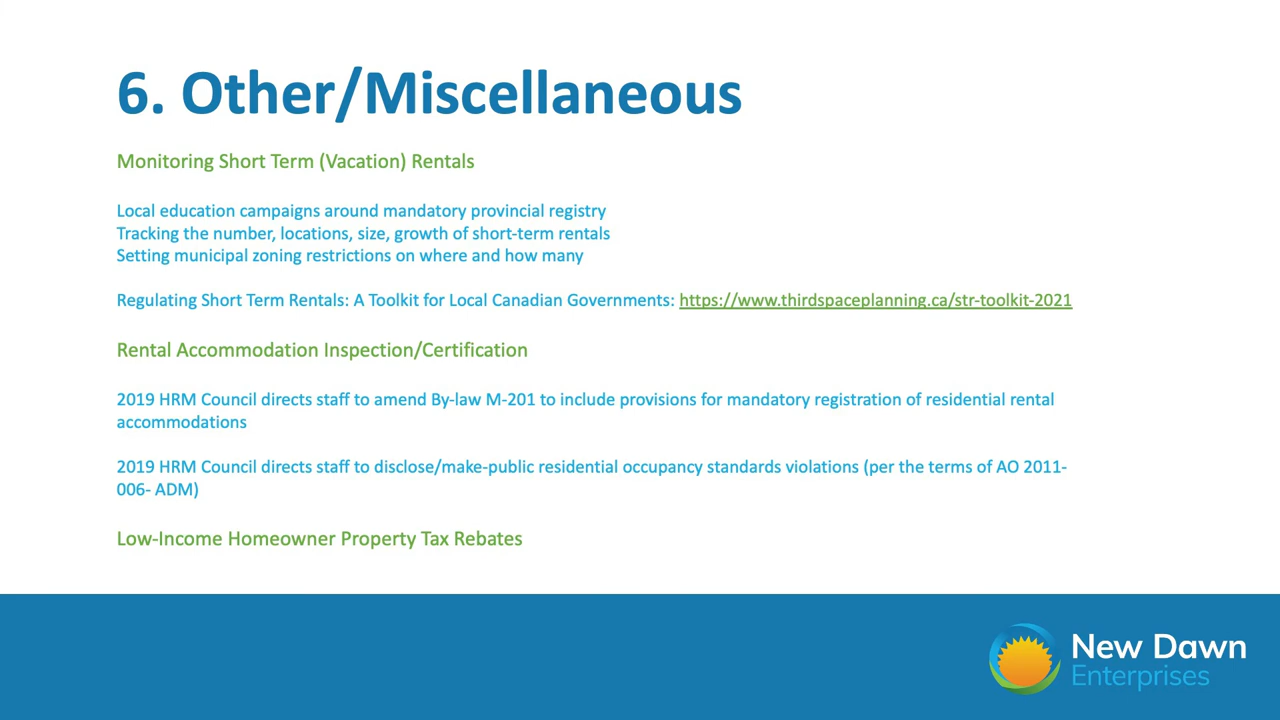 6. Other/Miscellaneous
Monitoring Short Term (Vacation) Rentals
Local education campaigns around mandatory provincial registry
Tracking the number, locations, size, growth of short-term rentals
Setting municipal zoning restrictions on where and how many
Regulating Short Term Rentals: A Toolkit for Local Canadian Governments: https://www.thirdspaceplanning.ca/str-toolkit-2021
Rental Accommodation Inspection/Certification
2019 HRM Council directs staff to amend By-law M-201 to include provisions for mandatory registration of residential rental
accommodations
2019 HRM Council directs staff to disclose/make-public residential occupancy standards violations (per the terms of AO 2011-
006- ADM)
Low-Income Homeowner Property Tax Rebates
New Dawn
Enterprises